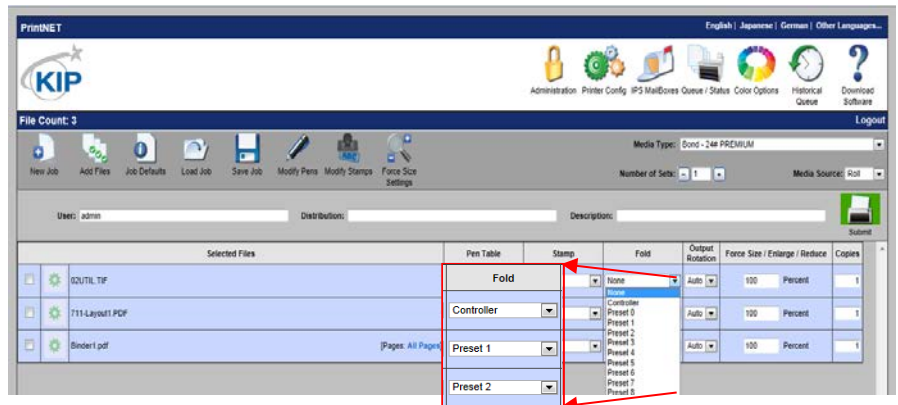 PrintNET
English | Japanese | German | Other Languages...
KIP
Administration
Printer Config
IPS MailBoxes
Queue / Status
Color Options
Historical Queue
Download Software
File Count: 3
Logout
New Job
Add Files
Job Defaults
Load Job
Save Job
Modify Pens
Modify Stamps
Force Size Settings
Media Type: Bond - 24# PREMIUM
Number of Sets: - 1 +
Media Source: Roll
User: admin
Distribution:
Description:
Submit
Selected Files
Pen Table
Stamp
Fold
Output Rotation
Force Size / Enlarge / Reduce
Copies
02UTIL.TIF
None
Auto
100 Percent
1
711-Layout1.PDF
Auto
100 Percent
1
Binder1.pdf
[Pages: All Pages]
Auto
100 Percent
1
None
Controller
Preset 0
Preset 1
Preset 2
Preset 3
Preset 4
Preset 5
Preset 6
Preset 7
Preset 8
Fold
Controller
Preset 1
Preset 2